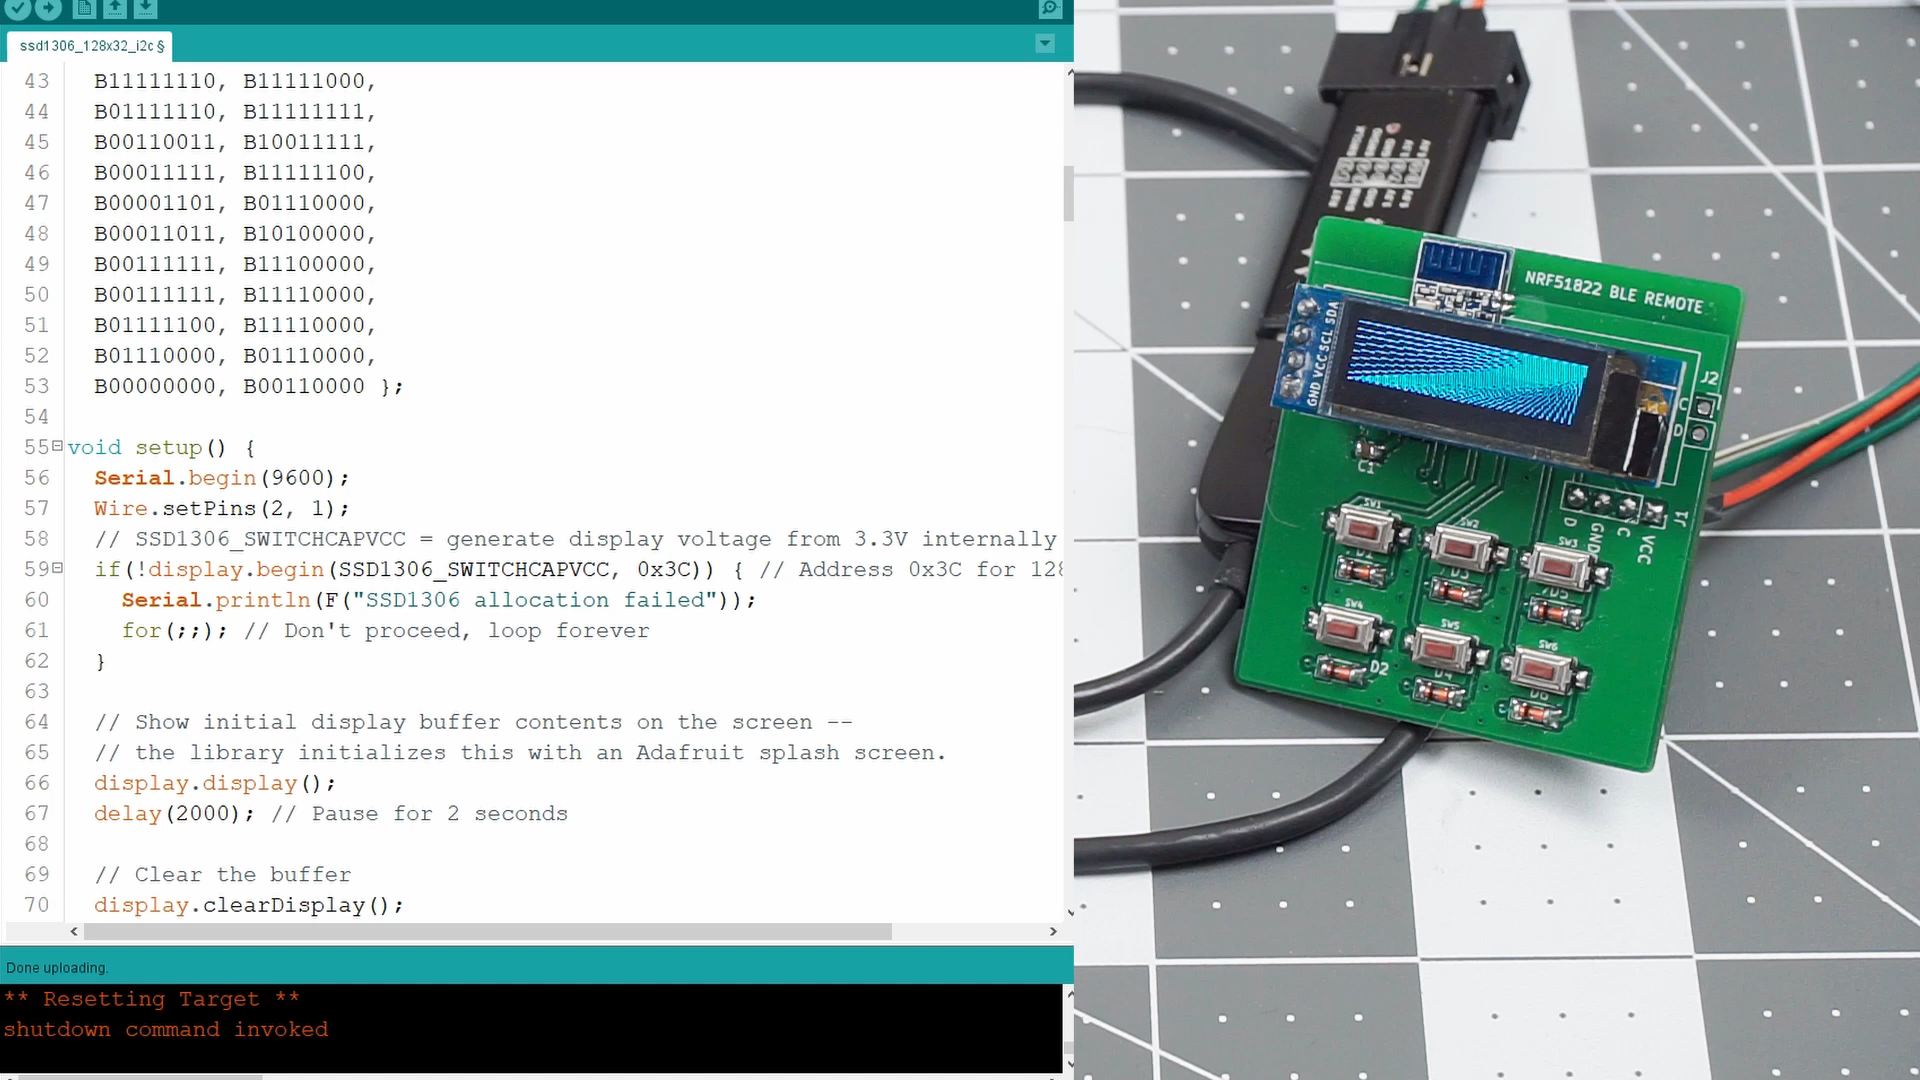 ssd1306_128x32_i2c §
43 B11111110, B11111000,
44 B01111110, B11111111,
45 B00110011, B10011111,
46 B00011111, B11111100,
47 B00001101, B01110000,
48 B00011011, B10100000,
49 B00111111, B11100000,
50 B00111111, B11110000,
51 B01111100, B11110000,
52 B01110000, B01110000,
53 B00000000, B00110000 };
54
55 void setup() {
56 Serial.begin(9600);
57 Wire.setPins(2, 1);
58 // SSD1306_SWITCHCAPVCC = generate display voltage from 3.3V internally
59 if(!display.begin(SSD1306_SWITCHCAPVCC, 0x3C)) { // Address 0x3C for 128
60 Serial.println(F("SSD1306 allocation failed"));
61 for(;;); // Don't proceed, loop forever
62 }
63
64 // Show initial display buffer contents on the screen --
65 // the library initializes this with an Adafruit splash screen.
66 display.display();
67 delay(2000); // Pause for 2 seconds
68
69 // Clear the buffer
70 display.clearDisplay();
Done uploading.
** Resetting Target **
shutdown command invoked
NRF51822 BLE REMOTE
GND VCC SCL SDA
J2
C
D
C1
D GND C VCC
J1
SW1
SW2
SW3
D1
D3
D5
SW4
SW5
SW6
D2
D4
D6